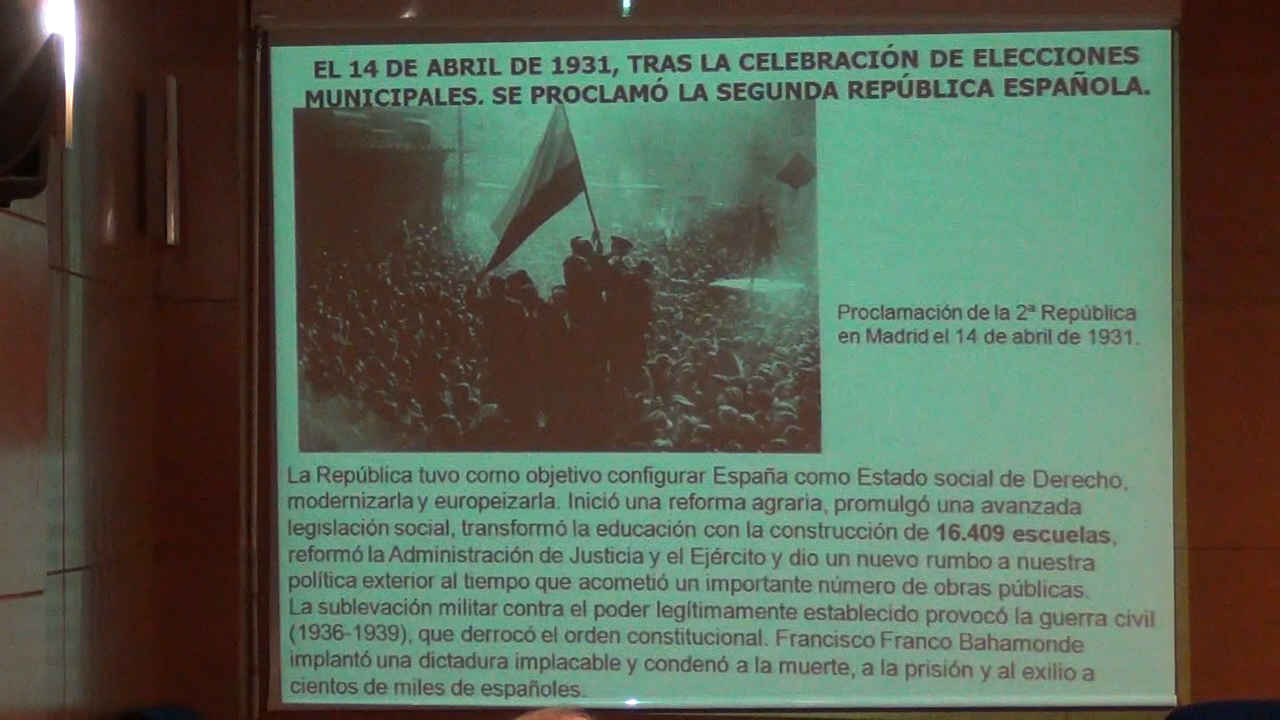 EL 14 DE ABRIL DE 1931, TRAS LA CELEBRACIÓN DE ELECCIONES
MUNICIPALES. SE PROCLAMÓ LA SEGUNDA REPÚBLICA ESPAÑOLA.
Proclamación de la 2ª República
en Madrid el 14 de abril de 1931.
La República tuvo como objetivo configurar España como Estado social de Derecho,
modernizarla y europeizarla. Inició una reforma agraria, promulgó una avanzada
legislación social, transformó la educación con la construcción de 16.409 escuelas,
reformó la Administración de Justicia y el Ejército y dio un nuevo rumbo a nuestra
política exterior al tiempo que acometió un importante número de obras públicas.
La sublevación militar contra el poder legítimamente establecido provocó la guerra civil
(1936-1939), que derrocó el orden constitucional. Francisco Franco Bahamonde
implantó una dictadura implacable y condenó a la muerte, a la prisión y al exilio a
cientos de miles de españoles.